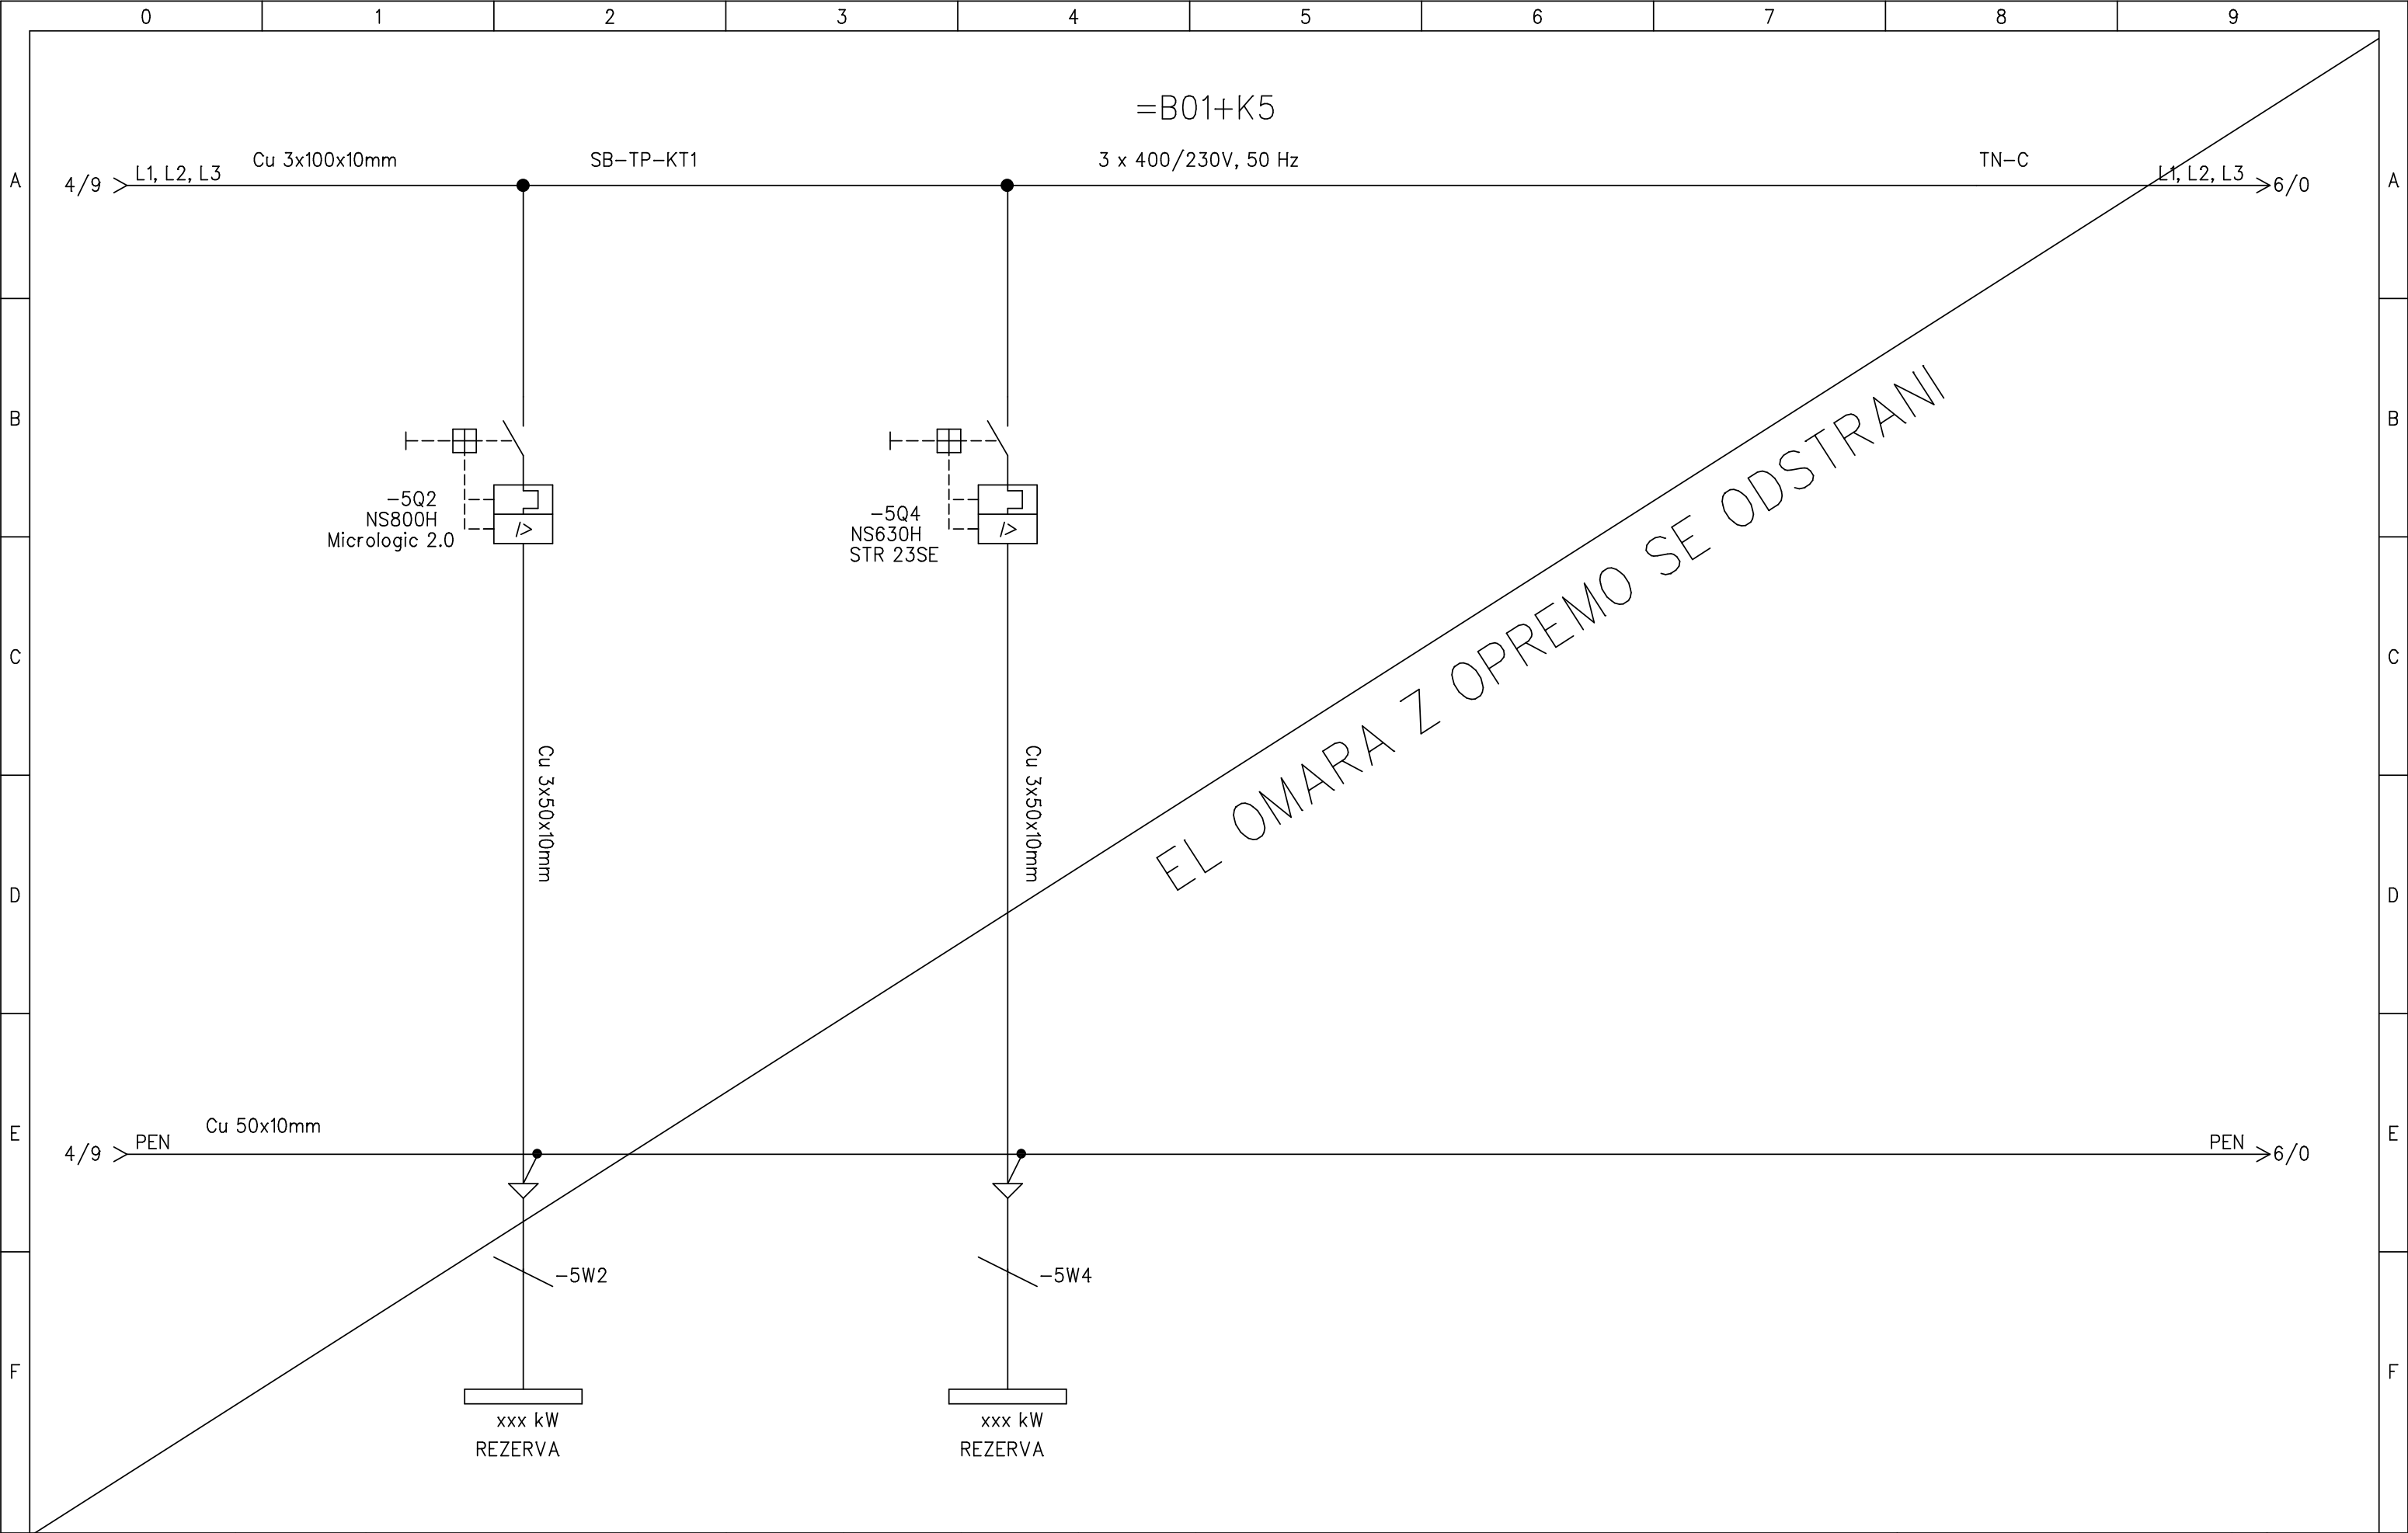 0 1 2 3 4 5 6 7 8 9
=B01+K5
Cu 3x100x10mm SB-TP-KT1 3 x 400/230V, 50 Hz TN-C
A 4/9 L1, L2, L3 L1, L2, L3 6/0 A
B B
-5Q2
NS800H
Micrologic 2.0
-5Q4
NS630H
STR 23SE
EL OMARA Z OPREMO SE ODSTRANI
C C
Cu 3x50x10mm
Cu 3x50x10mm
D D
Cu 50x10mm
E E
4/9 PEN PEN 6/0
-5W2
-5W4
F F
xxx kW
REZERVA
xxx kW
REZERVA